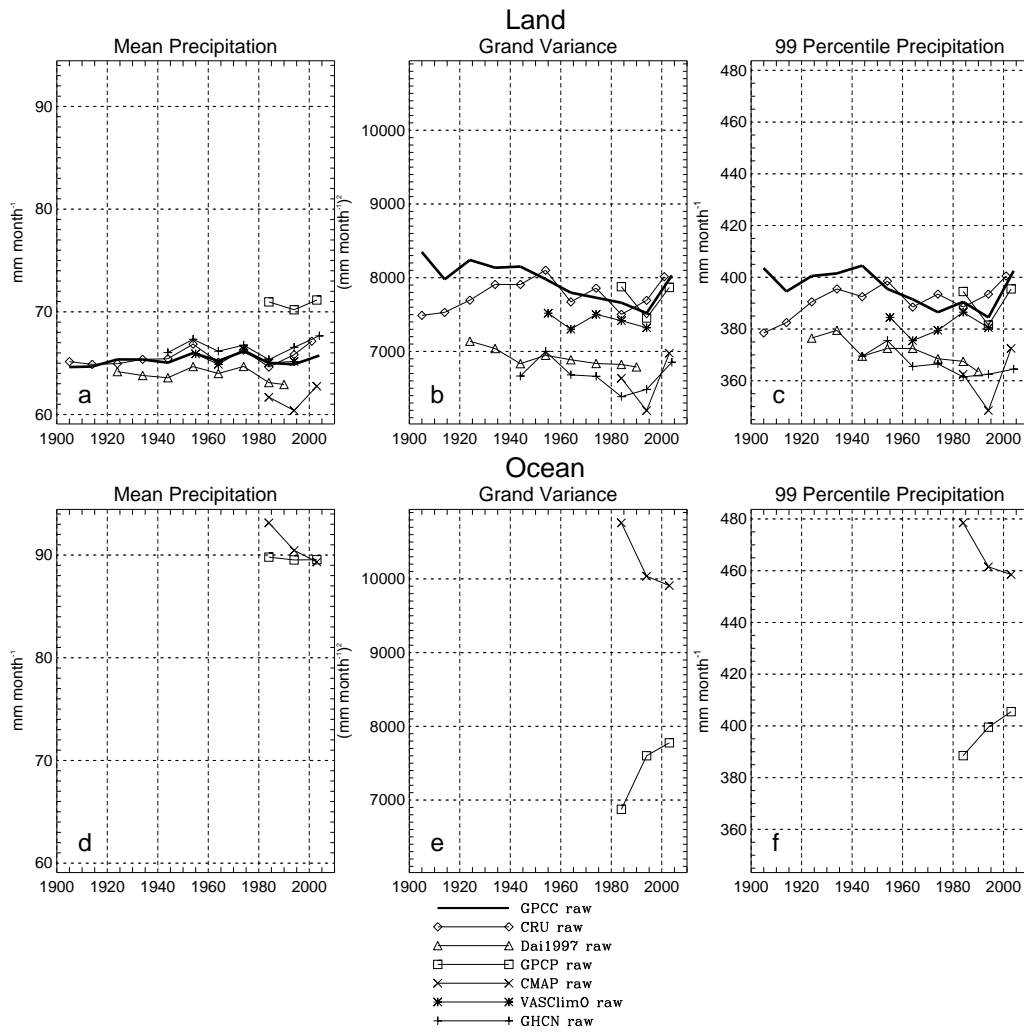 Land
Mean Precipitation
Grand Variance
99 Percentile Precipitation
mm month⁻¹
90
80
70
60
a
1900 1920 1940 1960 1980 2000
(mm month⁻¹)²
10000
9000
8000
7000
b
1900 1920 1940 1960 1980 2000
mm month⁻¹
480
460
440
420
400
380
360
c
1900 1920 1940 1960 1980 2000
Ocean
Mean Precipitation
Grand Variance
99 Percentile Precipitation
mm month⁻¹
90
80
70
60
d
1900 1920 1940 1960 1980 2000
(mm month⁻¹)²
10000
9000
8000
7000
e
1900 1920 1940 1960 1980 2000
mm month⁻¹
480
460
440
420
400
380
360
f
1900 1920 1940 1960 1980 2000
GPCC raw
CRU raw
Dai1997 raw
GPCP raw
CMAP raw
VASClimO raw
GHCN raw